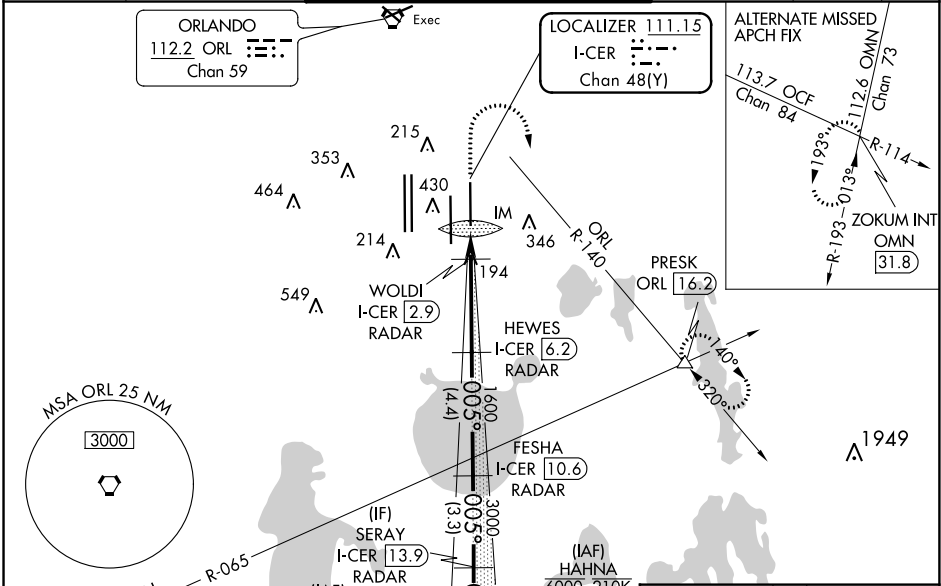 ORLANDO
112.2 ORL
Chan 59
Exec
LOCALIZER 111.15
I-CER
Chan 48(Y)
ALTERNATE MISSED
APCH FIX
113.7 OCF
Chan 84
112.6 OMN
Chan 73
R-114
193°
013°
R-193
ZOKUM INT
OMN
31.8
215
353
464
430
IM
346
214
194
549
WOLDI
I-CER 2.9
RADAR
ORL
R-140
PRESK
ORL 16.2
HEWES
I-CER 6.2
RADAR
140°
320°
MSA ORL 25 NM
3000
1600
005°
(4.4)
1949
FESHA
I-CER 10.6
RADAR
3000
005°
(3.3)
(IF)
SERAY
I-CER 13.9
RADAR
R-065
(IAF)
HAHNA
6000 210K